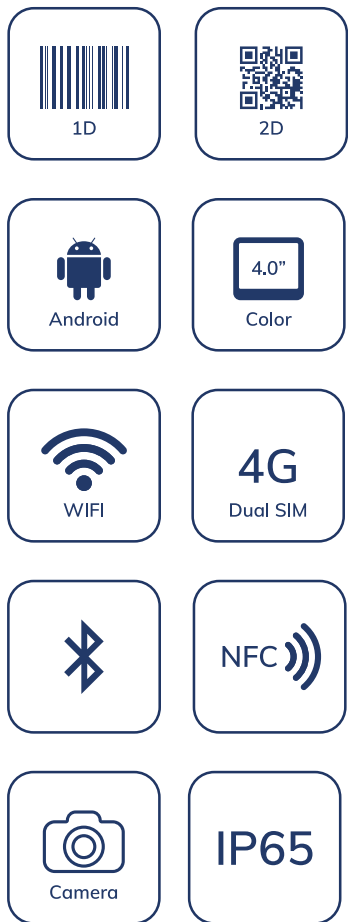 1D
2D
Android
4.0”
Color
WIFI
4G
Dual SIM
NFC
Camera
IP65